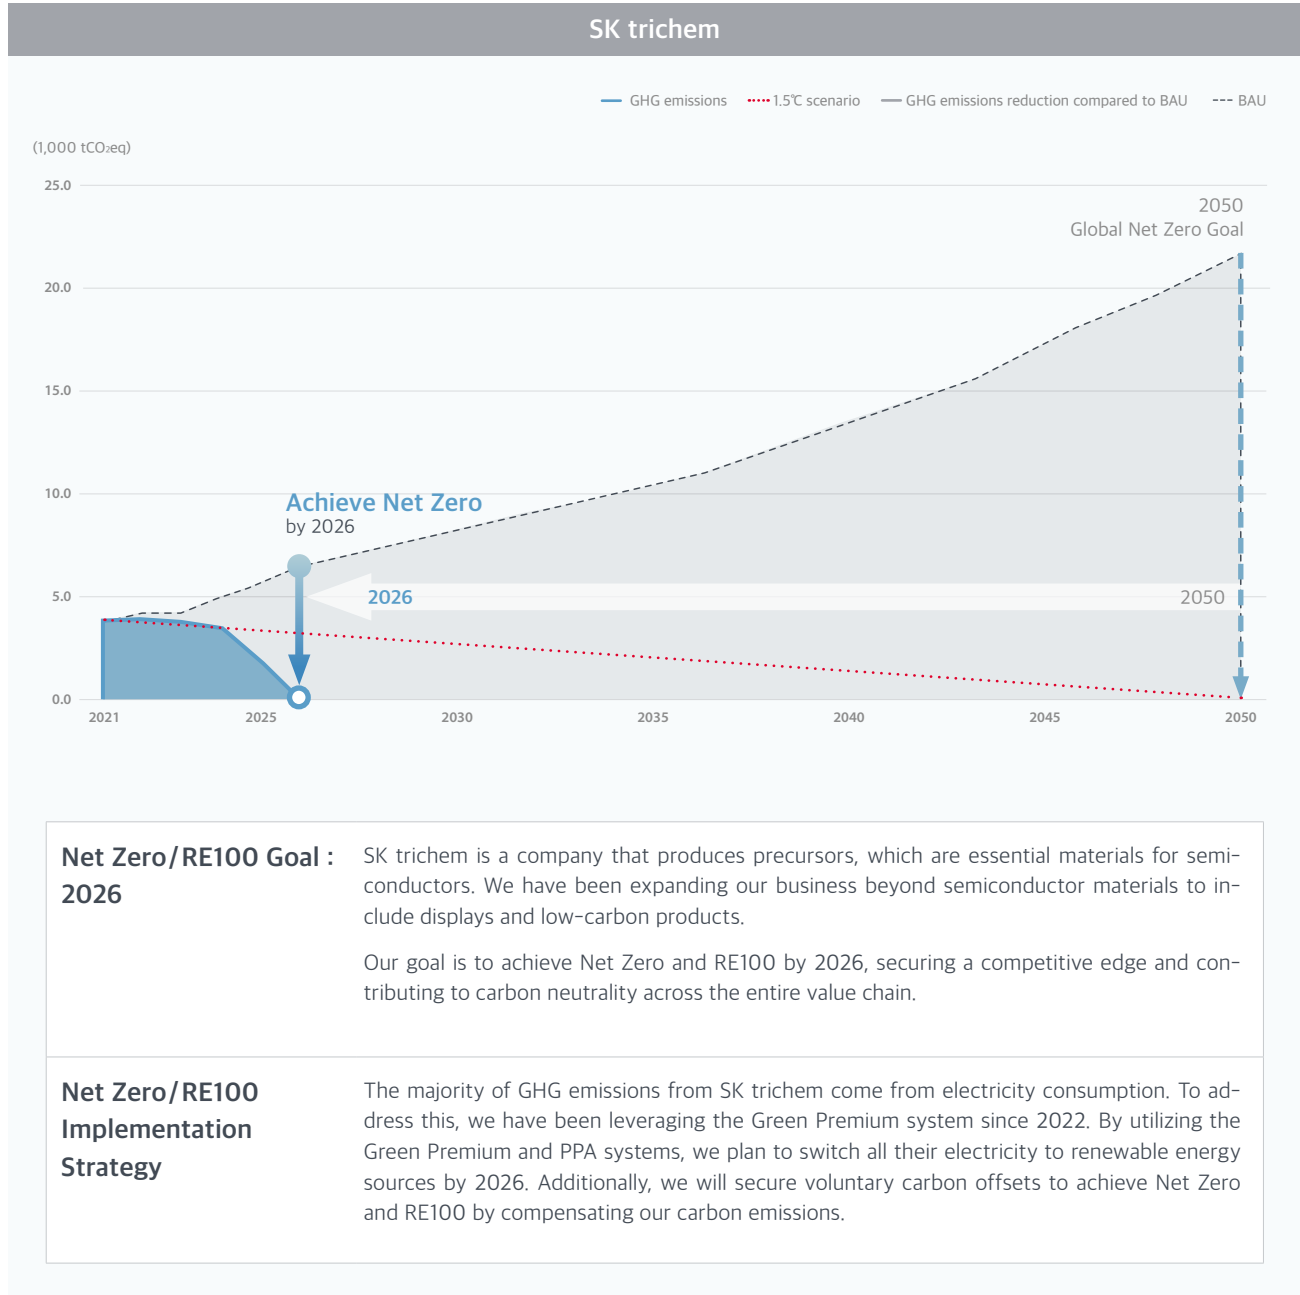 SK trichem
GHG emissions 1.5℃ scenario GHG emissions reduction compared to BAU BAU
(1,000 tCO₂eq)
25.0
2050
Global Net Zero Goal
20.0
15.0
10.0
Achieve Net Zero
by 2026
5.0
2026
2050
0.0
2021 2025 2030 2035 2040 2045 2050
Net Zero/RE100 Goal :
2026
SK trichem is a company that produces precursors, which are essential materials for semi-
conductors. We have been expanding our business beyond semiconductor materials to in-
clude displays and low-carbon products.
Our goal is to achieve Net Zero and RE100 by 2026, securing a competitive edge and con-
tributing to carbon neutrality across the entire value chain.
Net Zero/RE100
Implementation
Strategy
The majority of GHG emissions from SK trichem come from electricity consumption. To ad-
dress this, we have been leveraging the Green Premium system since 2022. By utilizing the
Green Premium and PPA systems, we plan to switch all their electricity to renewable energy
sources by 2026. Additionally, we will secure voluntary carbon offsets to achieve Net Zero
and RE100 by compensating our carbon emissions.